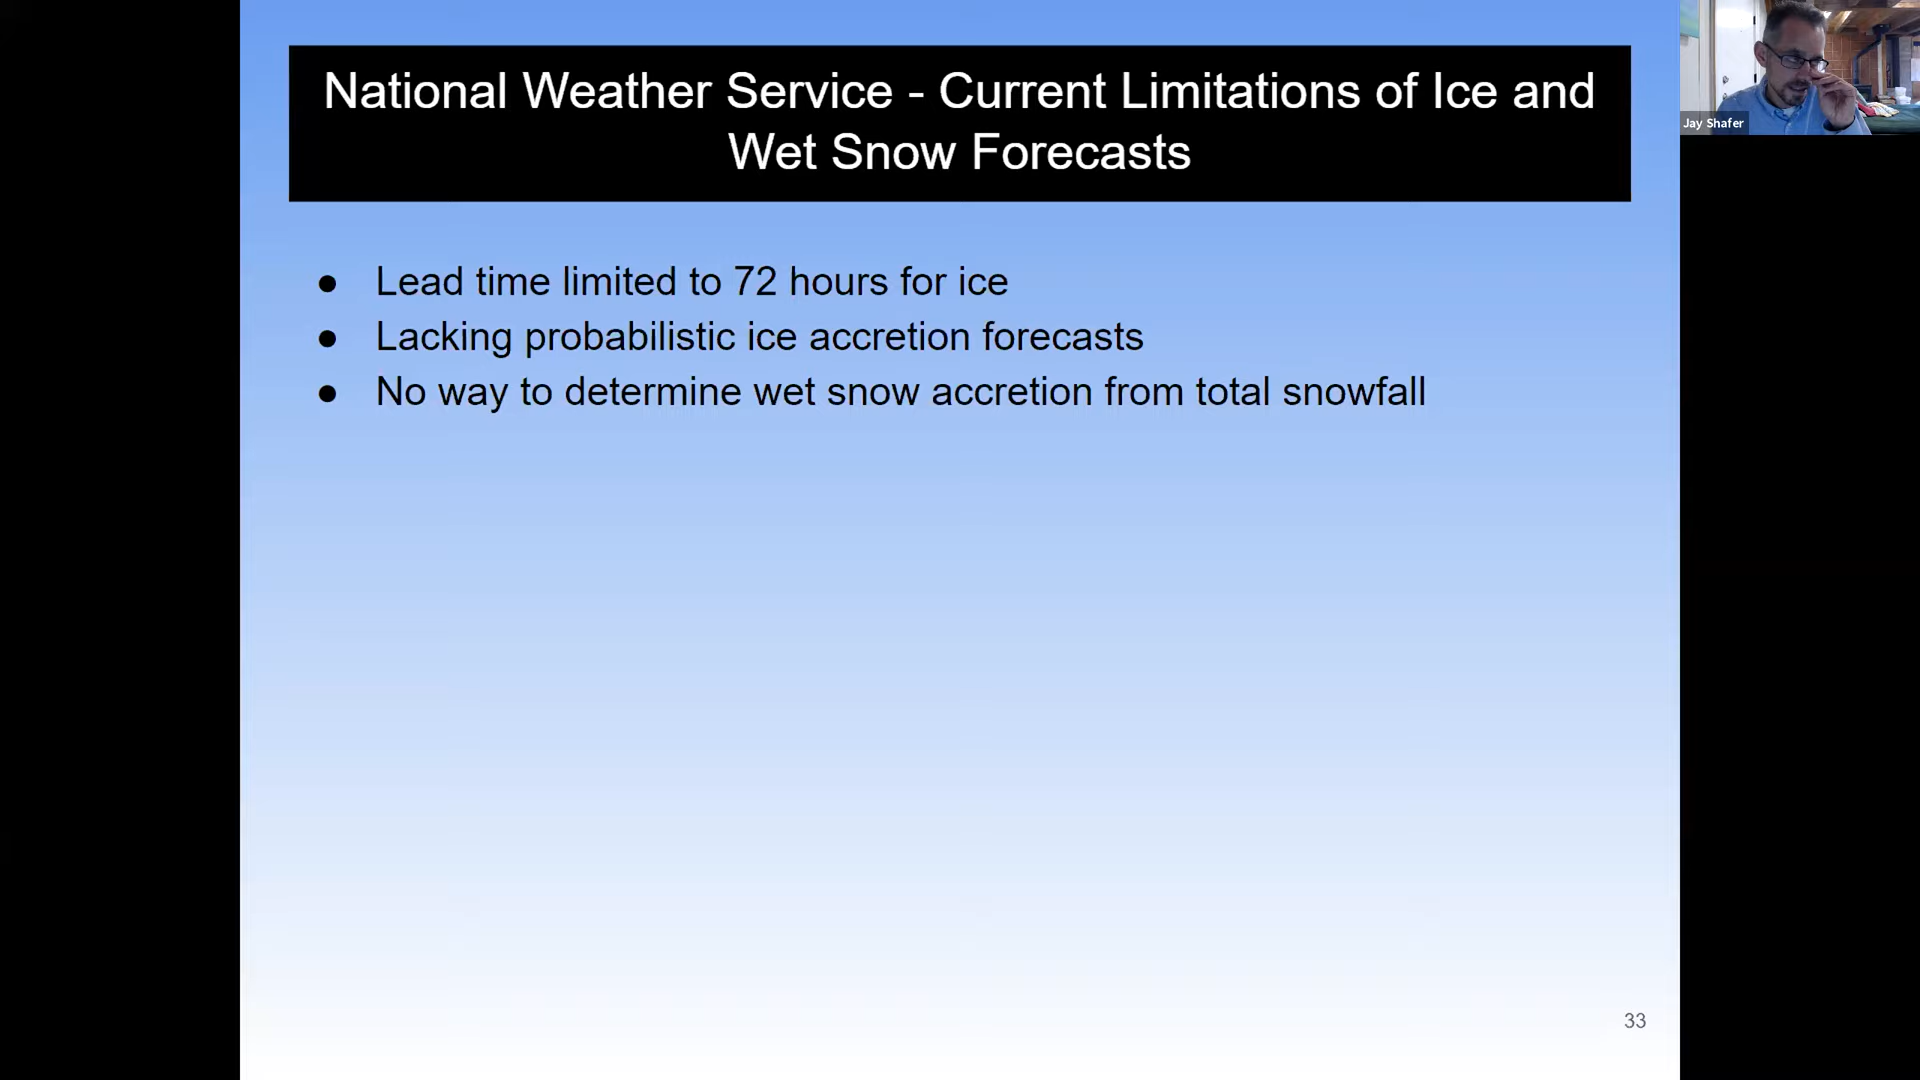 National Weather Service - Current Limitations of Ice and
Wet Snow Forecasts
Jay Shafer
● Lead time limited to 72 hours for ice
● Lacking probabilistic ice accretion forecasts
● No way to determine wet snow accretion from total snowfall
33